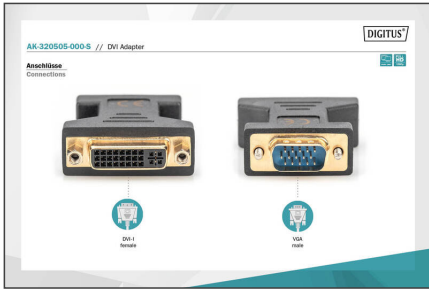 DIGITUS®
AK-320505-000-S // DVI Adapter
Anschlüsse
Connections
DVI-I
female
VGA
male